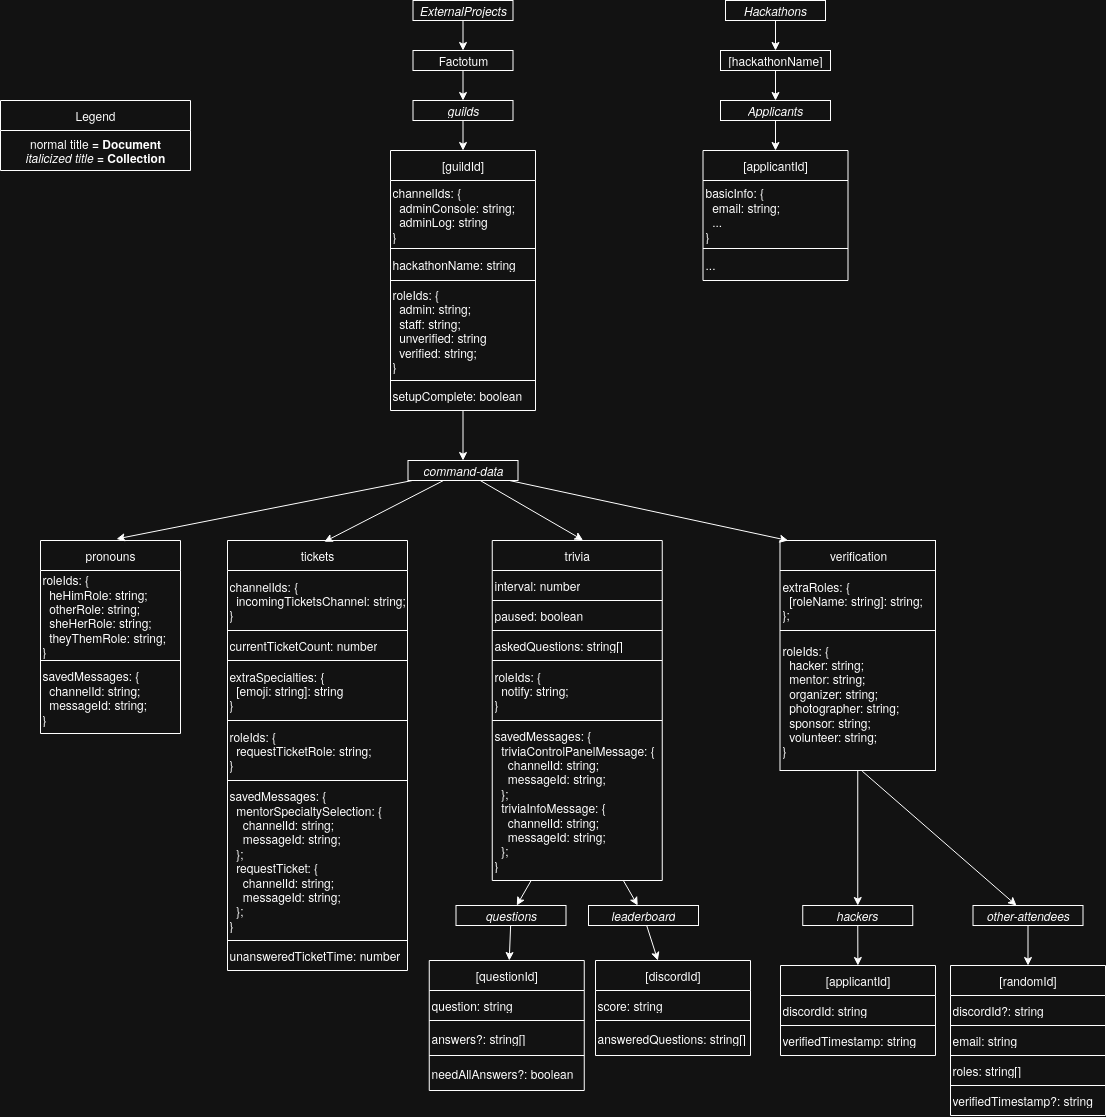 ExternalProjects
Factotum
guilds
Hackathons
[hackathonName]
Applicants
Legend
normal title = Document
italicized title = Collection
[guildId]
channelIds: {
adminConsole: string;
adminLog: string
}
hackathonName: string
roleIds: {
admin: string;
staff: string;
unverified: string
verified: string;
}
setupComplete: boolean
[applicantId]
basicInfo: {
email: string;
...
}
...
command-data
pronouns
roleIds: {
heHimRole: string;
otherRole: string;
sheHerRole: string;
theyThemRole: string;
}
savedMessages: {
channelId: string;
messageId: string;
}
tickets
channelIds: {
incomingTicketsChannel: string;
}
currentTicketCount: number
extraSpecialties: {
[emoji: string]: string
}
roleIds: {
requestTicketRole: string;
}
savedMessages: {
mentorSpecialtySelection: {
channelId: string;
messageId: string;
};
requestTicket: {
channelId: string;
messageId: string;
};
}
unansweredTicketTime: number
trivia
interval: number
paused: boolean
askedQuestions: string[]
roleIds: {
notify: string;
}
savedMessages: {
triviaControlPanelMessage: {
channelId: string;
messageId: string;
};
triviaInfoMessage: {
channelId: string;
messageId: string;
};
}
verification
extraRoles: {
[roleName: string]: string;
};
roleIds: {
hacker: string;
mentor: string;
organizer: string;
photographer: string;
sponsor: string;
volunteer: string;
}
questions
[questionId]
question: string
answers?: string[]
needAllAnswers?: boolean
leaderboard
[discordId]
score: string
answeredQuestions: string[]
hackers
[applicantId]
discordId: string
verifiedTimestamp: string
other-attendees
[randomId]
discordId?: string
email: string
roles: string[]
verifiedTimestamp?: string